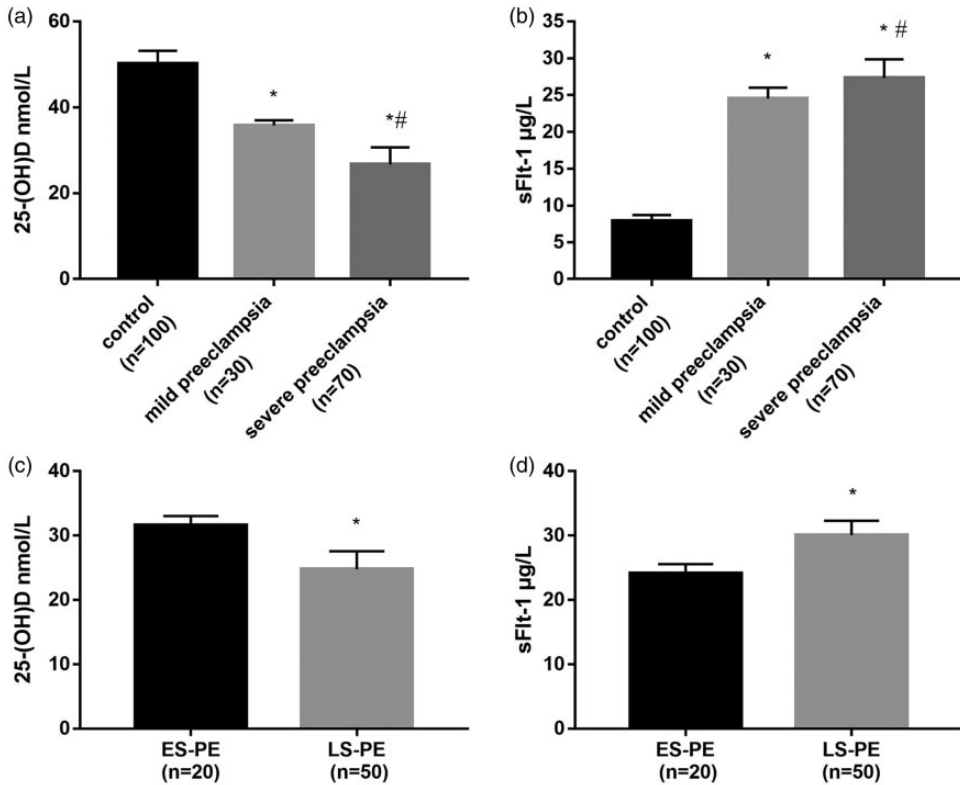 (a)
25-(OH)D nmol/L
60
40
20
0
*
*#
control
(n=100)
mild preeclampsia
(n=30)
severe preeclampsia
(n=70)
(b)
sFlt-1 µg/L
35
30
25
20
15
10
5
0
*
* #
control
(n=100)
mild preeclampsia
(n=30)
severe preeclampsia
(n=70)
(c)
25-(OH)D nmol/L
40
30
20
10
0
*
ES-PE
(n=20)
LS-PE
(n=50)
(d)
sFlt-1 µg/L
40
30
20
10
0
*
ES-PE
(n=20)
LS-PE
(n=50)